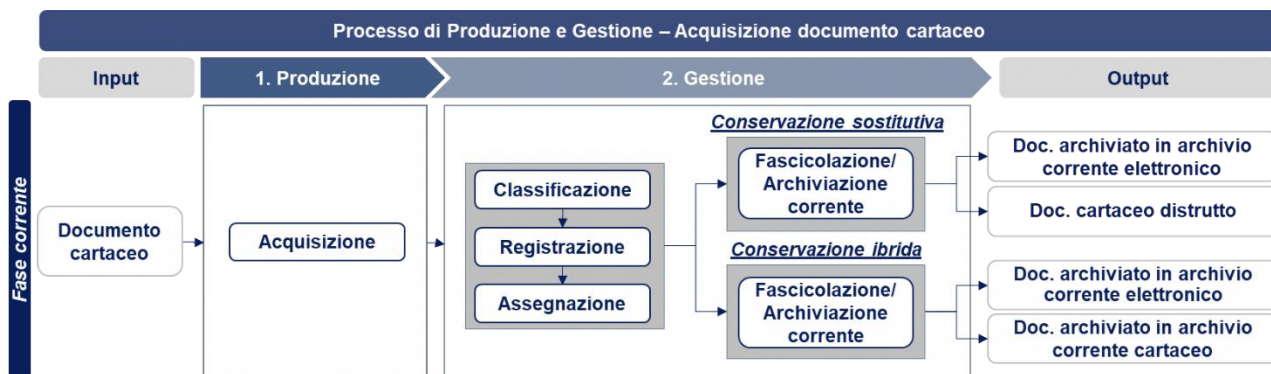 Processo di Produzione e Gestione – Acquisizione documento cartaceo
Input
1. Produzione
2. Gestione
Output
Fase corrente
Documento
cartaceo
Acquisizione
Classificazione
Registrazione
Assegnazione
Conservazione sostitutiva
Fascicolazione/
Archiviazione
corrente
Conservazione ibrida
Fascicolazione/
Archiviazione
corrente
Doc. archiviato in archivio
corrente elettronico
Doc. cartaceo distrutto
Doc. archiviato in archivio
corrente elettronico
Doc. archiviato in archivio
corrente cartaceo